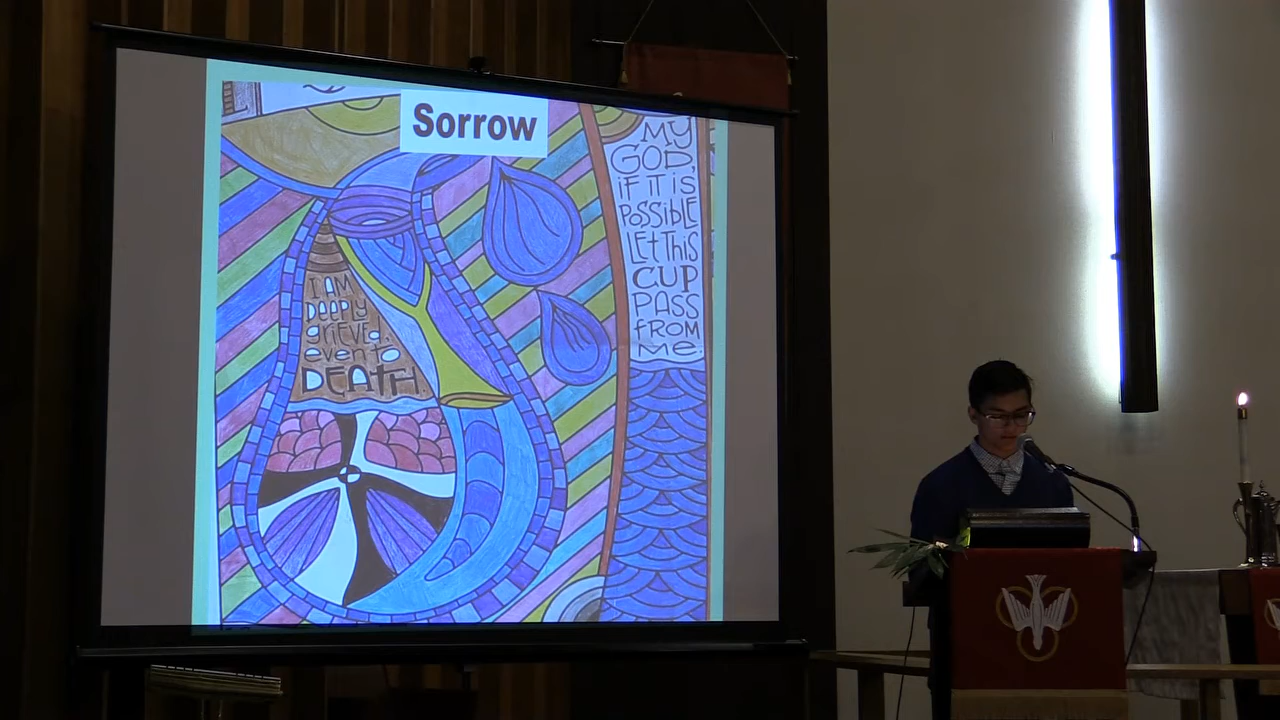 Sorrow
I AM
DEEPLY
grIEVED,
even to
DEATH.
MY
GOD,
iF IT IS
POSSiblE
LET This
CUP
PASS
FROM
Me.